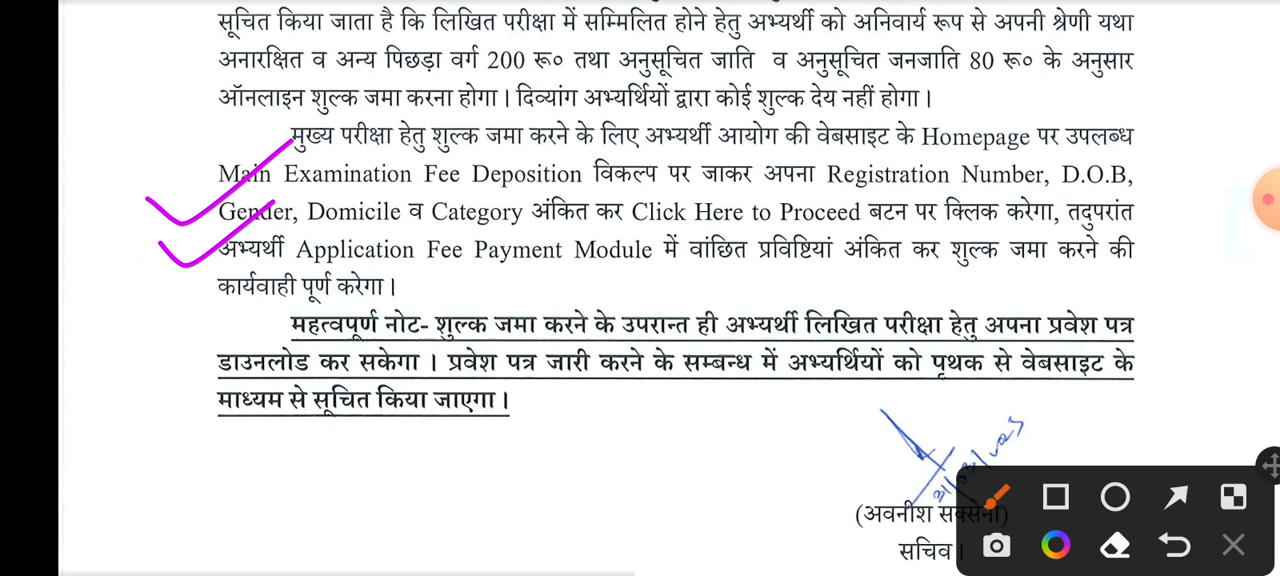 सूचित किया जाता है कि लिखित परीक्षा में सम्मिलित होने हेतु अभ्यर्थी को अनिवार्य रूप से अपनी श्रेणी यथा
अनारक्षित व अन्य पिछड़ा वर्ग 200 रू० तथा अनुसूचित जाति व अनुसूचित जनजाति 80 रू० के अनुसार
ऑनलाइन शुल्क जमा करना होगा। दिव्यांग अभ्यर्थियों द्वारा कोई शुल्क देय नहीं होगा।
मुख्य परीक्षा हेतु शुल्क जमा करने के लिए अभ्यर्थी आयोग की वेबसाइट के Homepage पर उपलब्ध
Main Examination Fee Deposition विकल्प पर जाकर अपना Registration Number, D.O.B,
Gender, Domicile व Category अंकित कर Click Here to Proceed बटन पर क्लिक करेगा, तदुपरांत
अभ्यर्थी Application Fee Payment Module में वांछित प्रविष्टियां अंकित कर शुल्क जमा करने की
कार्यवाही पूर्ण करेगा।
महत्वपूर्ण नोट- शुल्क जमा करने के उपरान्त ही अभ्यर्थी लिखित परीक्षा हेतु अपना प्रवेश पत्र
डाउनलोड कर सकेगा। प्रवेश पत्र जारी करने के सम्बन्ध में अभ्यर्थियों को पृथक से वेबसाइट के
माध्यम से सूचित किया जाएगा।
(अवनीश सक्सेना)
सचिव।